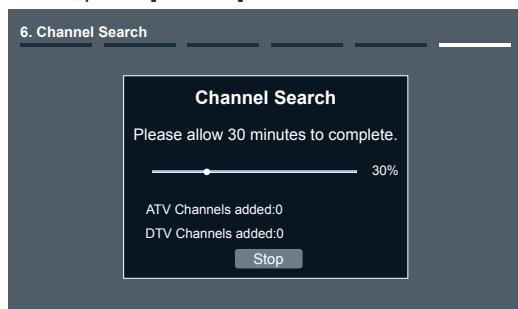 6. Channel Search
Channel Search
Please allow 30 minutes to complete.
30%
ATV Channels added:0
DTV Channels added:0
Stop